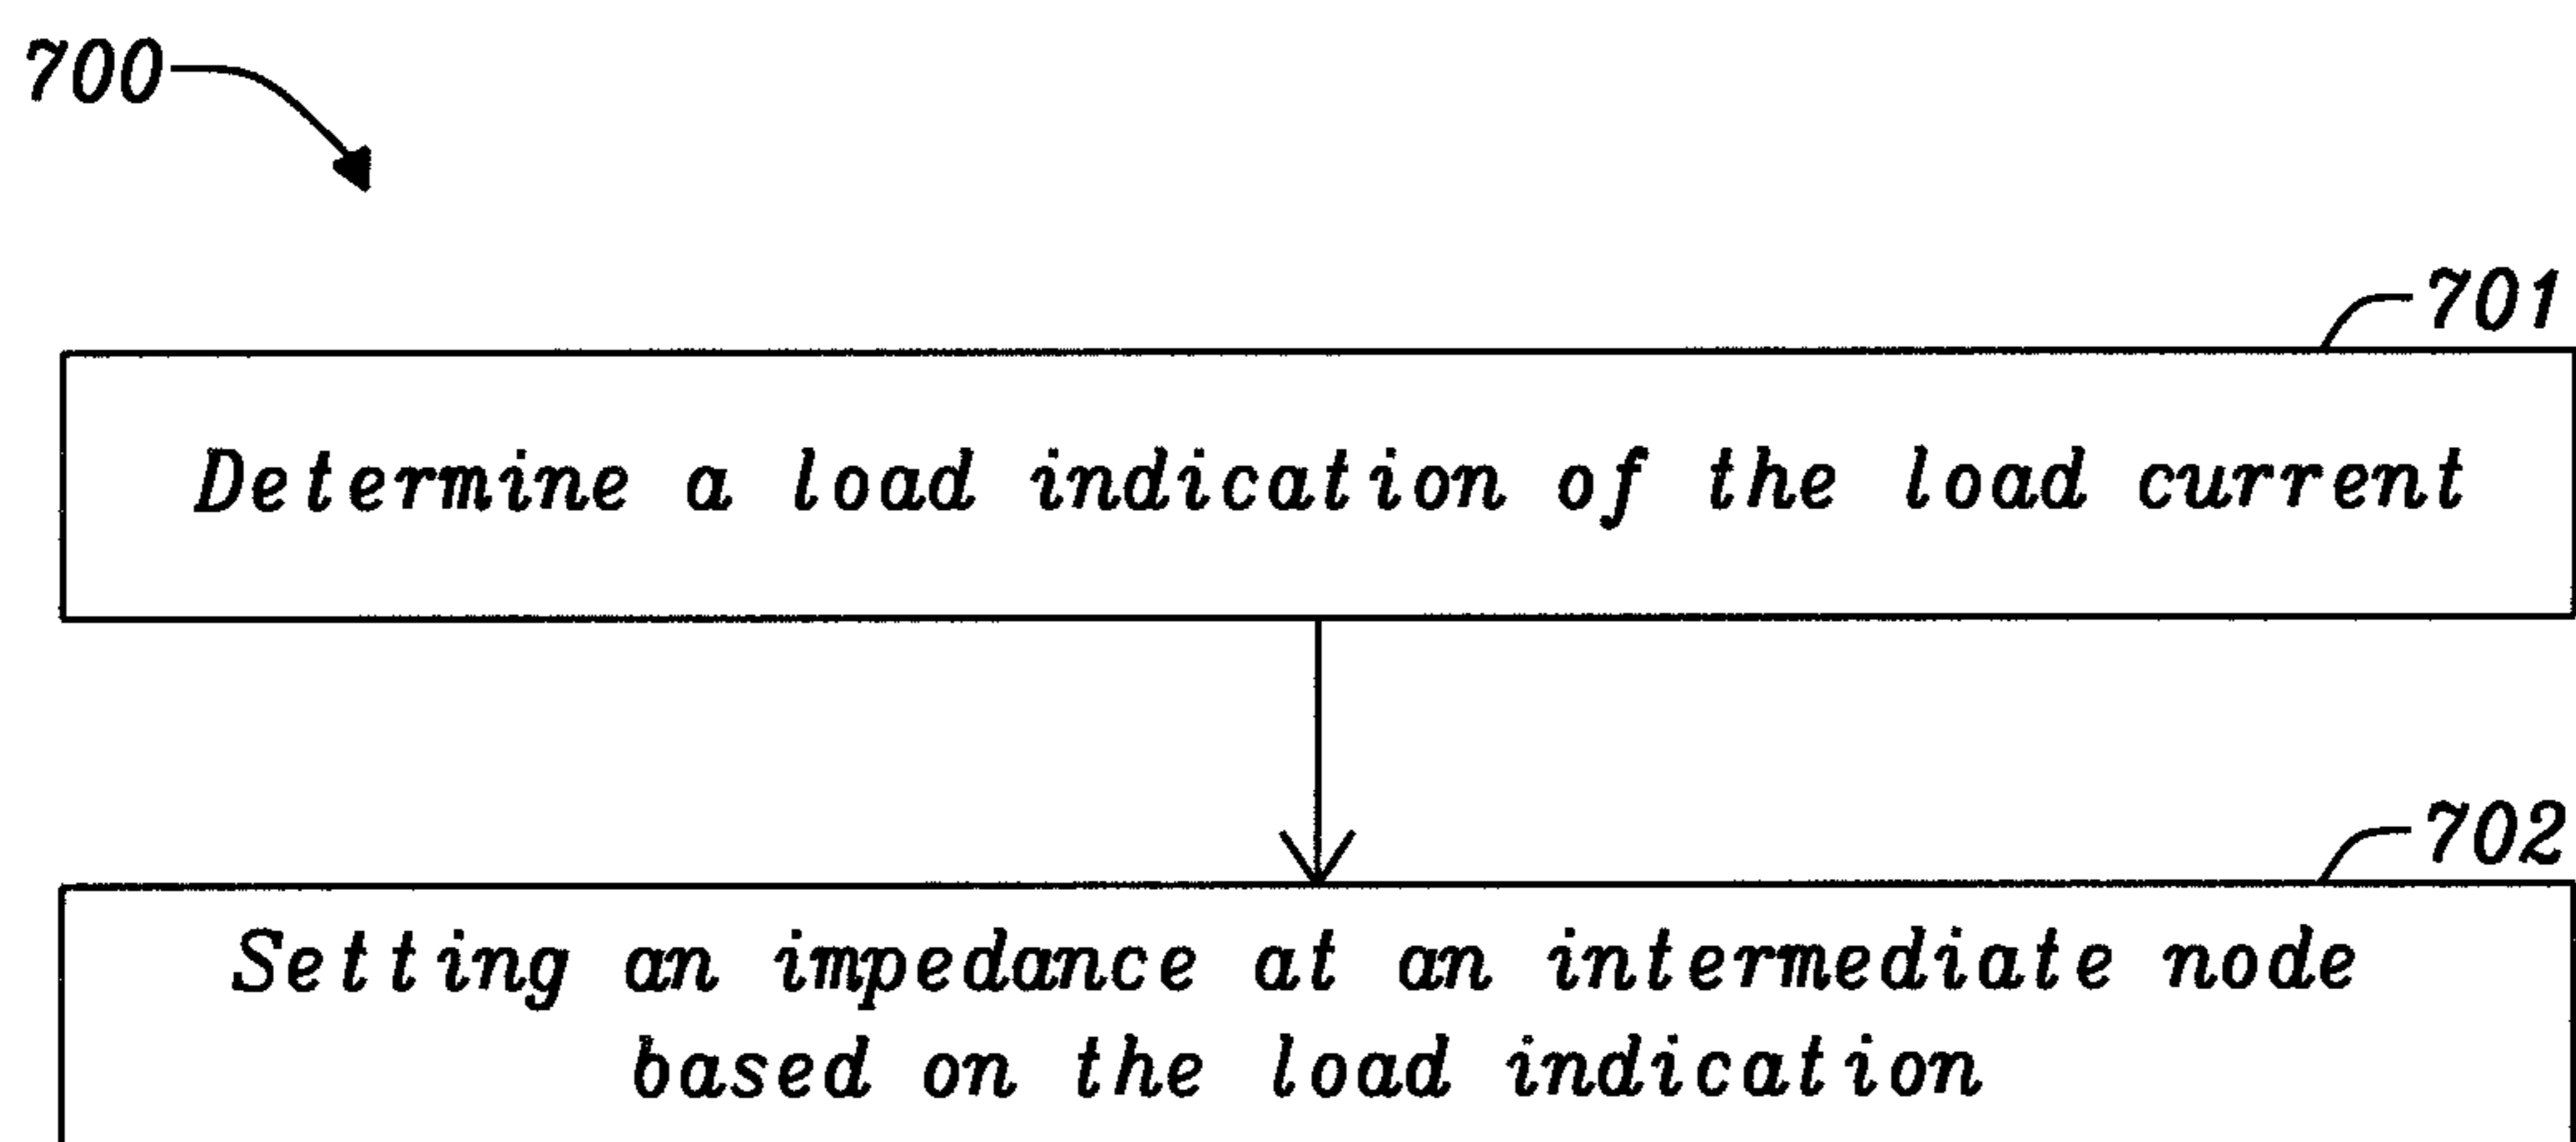 700
701
Determine a load indication of the load current
702
Setting an impedance at an intermediate node
based on the load indication